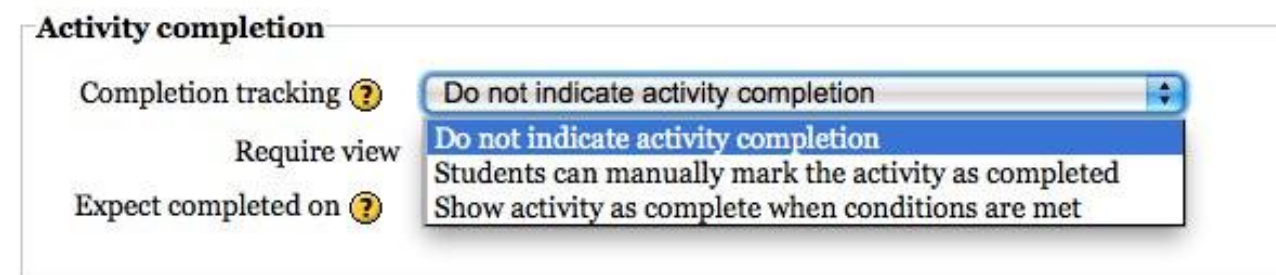 Activity completion
Completion tracking ? Do not indicate activity completion
Do not indicate activity completion
Require view
Students can manually mark the activity as completed
Expect completed on ? Show activity as complete when conditions are met